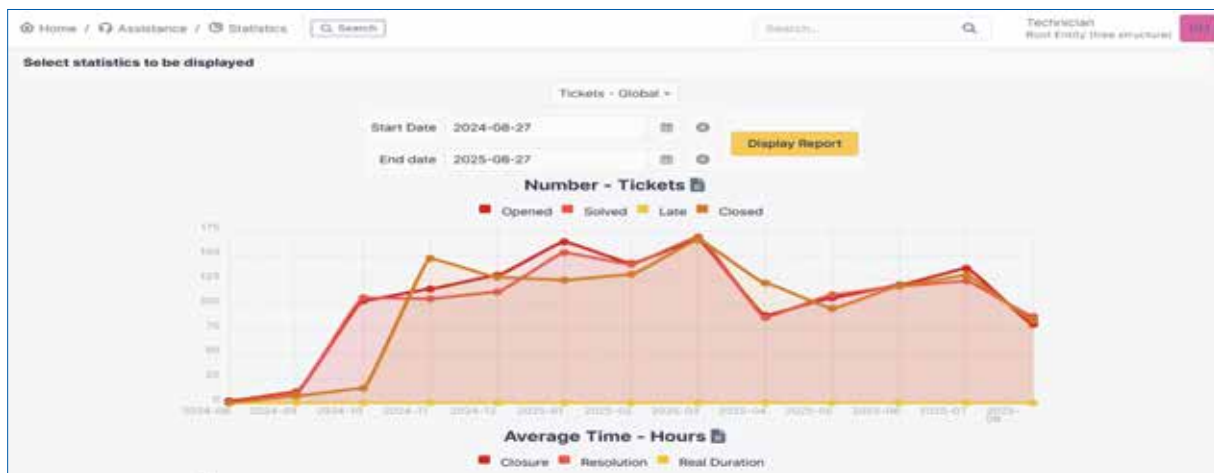 Home / Assistance / Statistics Search Search... Technician
Root Entity (tree structure)
Select statistics to be displayed
Tickets - Global
Start Date 2024-08-27
Display Report
End date 2025-08-27
Number - Tickets
Opened Solved Late Closed
175
150
125
100
75
50
25
0
2024-08 2024-09 2024-10 2024-11 2024-12 2025-01 2025-02 2025-03 2025-04 2025-05 2025-06 2025-07 2025-
08
Average Time - Hours
Closure Resolution Real Duration